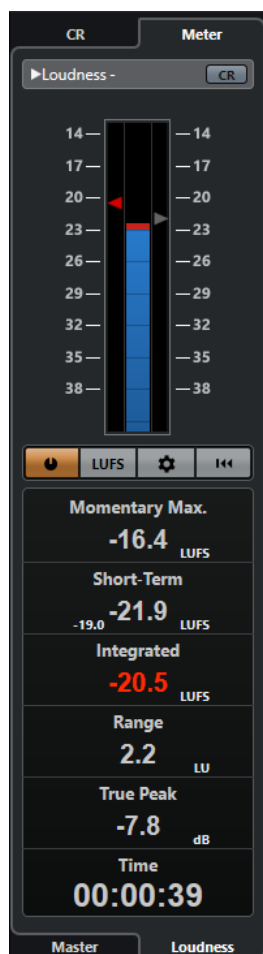 CR Meter
▶Loudness - CR
14 14
17 17
20 20
23 23
26 26
29 29
32 32
35 35
38 38
LUFS
Momentary Max.
-16.4 LUFS
Short-Term
-19.0 -21.9 LUFS
Integrated
-20.5 LUFS
Range
2.2 LU
True Peak
-7.8 dB
Time
00:00:39
Master Loudness